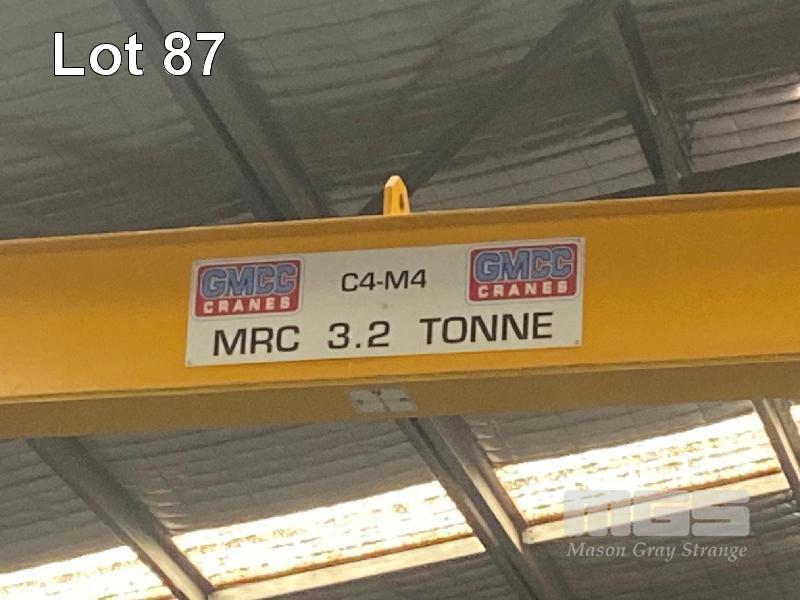 Lot 87
GMCC
CRANES
C4-M4
GMCC
CRANES
MRC 3.2 TONNE
MGS
Mason Gray Strange